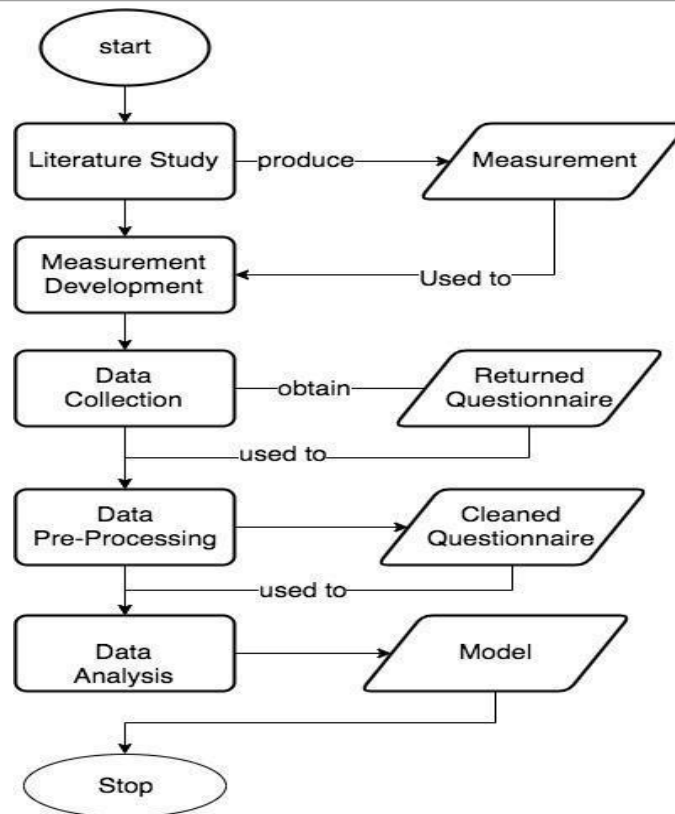 start
Literature Study
produce
Measurement
Measurement
Development
Used to
Data
Collection
obtain
Returned
Questionnaire
used to
Data
Pre-Processing
Cleaned
Questionnaire
used to
Data
Analysis
Model
Stop